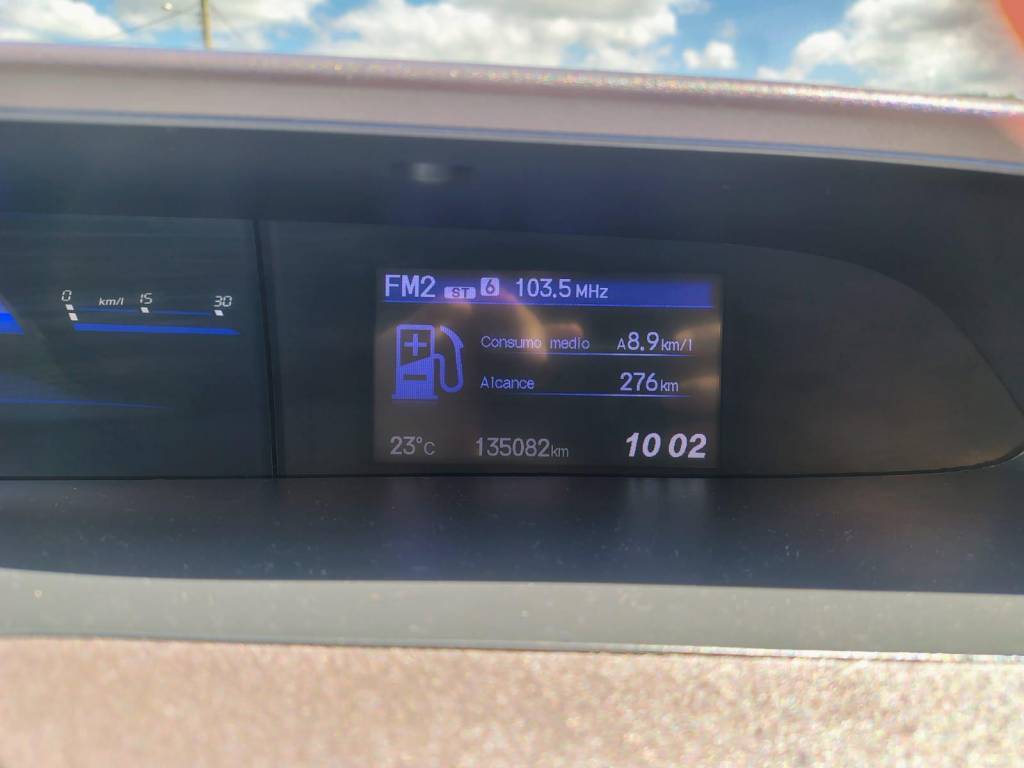 0 km/l 15 30
FM2 ST 6 103.5 MHz
Consumo medio A8.9km/l
Alcance 276km
23°C 135082km 10 02